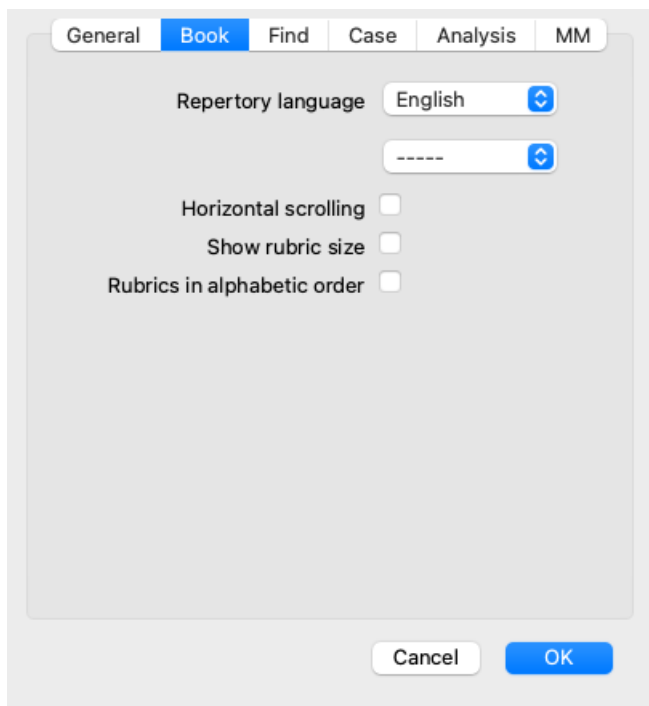 General Book Find Case Analysis MM
Repertory language English
-----
Horizontal scrolling
Show rubric size
Rubrics in alphabetic order
Cancel OK